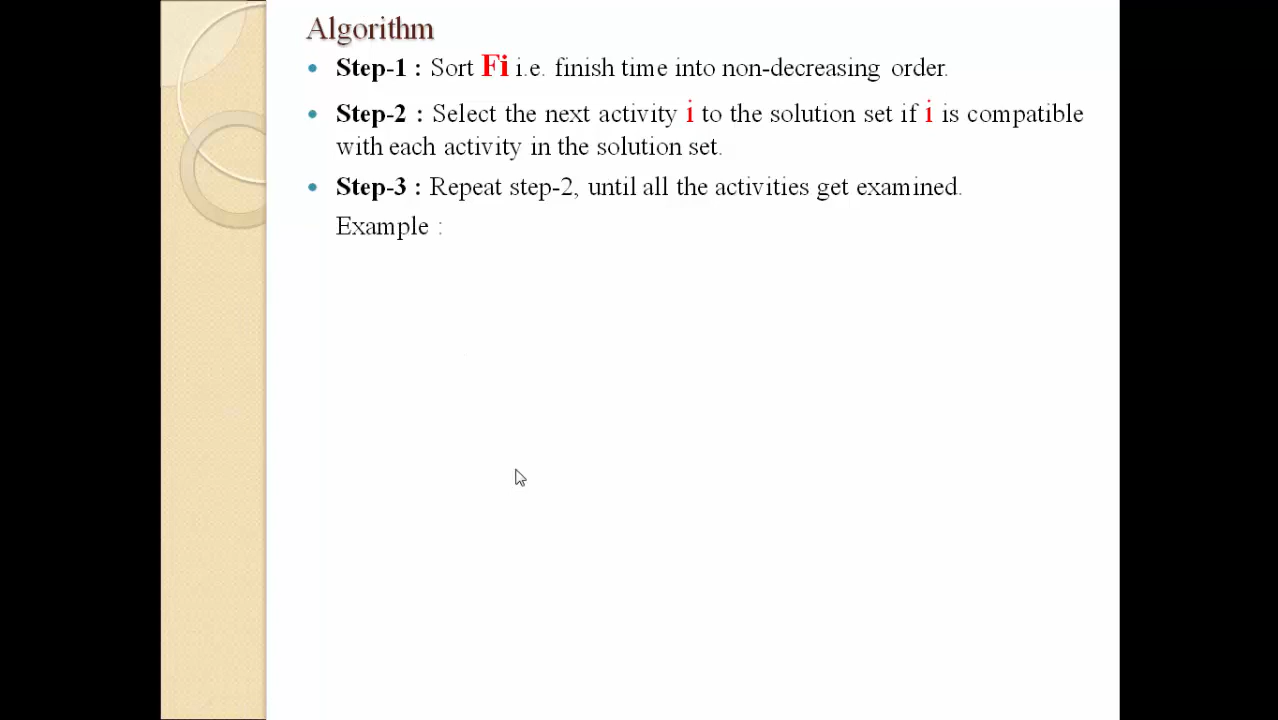 Algorithm
• Step-1 : Sort Fi i.e. finish time into non-decreasing order.
• Step-2 : Select the next activity i to the solution set if i is compatible
with each activity in the solution set.
• Step-3 : Repeat step-2, until all the activities get examined.
Example :